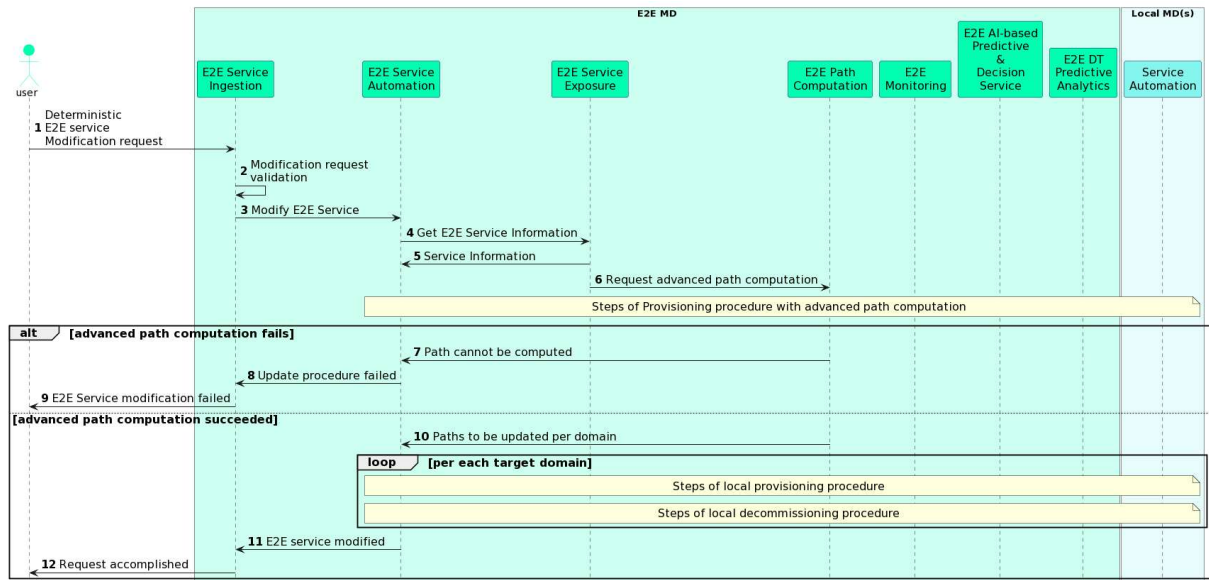 E2E MD
Local MD(s)
user
E2E Service
Ingestion
E2E Service
Automation
E2E Service
Exposure
E2E Path
Computation
E2E
Monitoring
E2E AI-based
Predictive
&
Decision
Service
E2E DT
Predictive
Analytics
Service
Automation
Deterministic
1 E2E service
Modification request
2 Modification request
validation
3 Modify E2E Service
4 Get E2E Service Information
5 Service Information
6 Request advanced path computation
Steps of Provisioning procedure with advanced path computation
alt [advanced path computation fails]
7 Path cannot be computed
8 Update procedure failed
9 E2E Service modification failed
[advanced path computation succeeded]
10 Paths to be updated per domain
loop [per each target domain]
Steps of local provisioning procedure
Steps of local decommissioning procedure
11 E2E service modified
12 Request accomplished